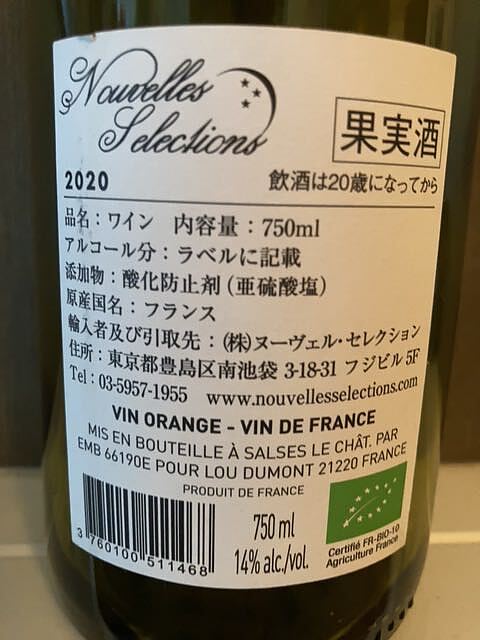 Nouvelles
Selections
果実酒
2020
飲酒は20歳になってから
品名：ワイン 内容量：750ml
アルコール分：ラベルに記載
添加物：酸化防止剤（亜硫酸塩）
原産国名：フランス
輸入者及び引取先：(株)ヌーヴェル・セレクション
住所：東京都豊島区南池袋 3-18-31 フジビル 5F
Tel：03-5957-1955 www.nouvellesselections.com
VIN ORANGE - VIN DE FRANCE
MIS EN BOUTEILLE À SALSES LE CHÂT. PAR
EMB 66190E POUR LOU DUMONT 21220 FRANCE
PRODUIT DE FRANCE
3 760100 511468
750 ml
14% alc./vol.
Certifié FR-BIO-10
Agriculture France